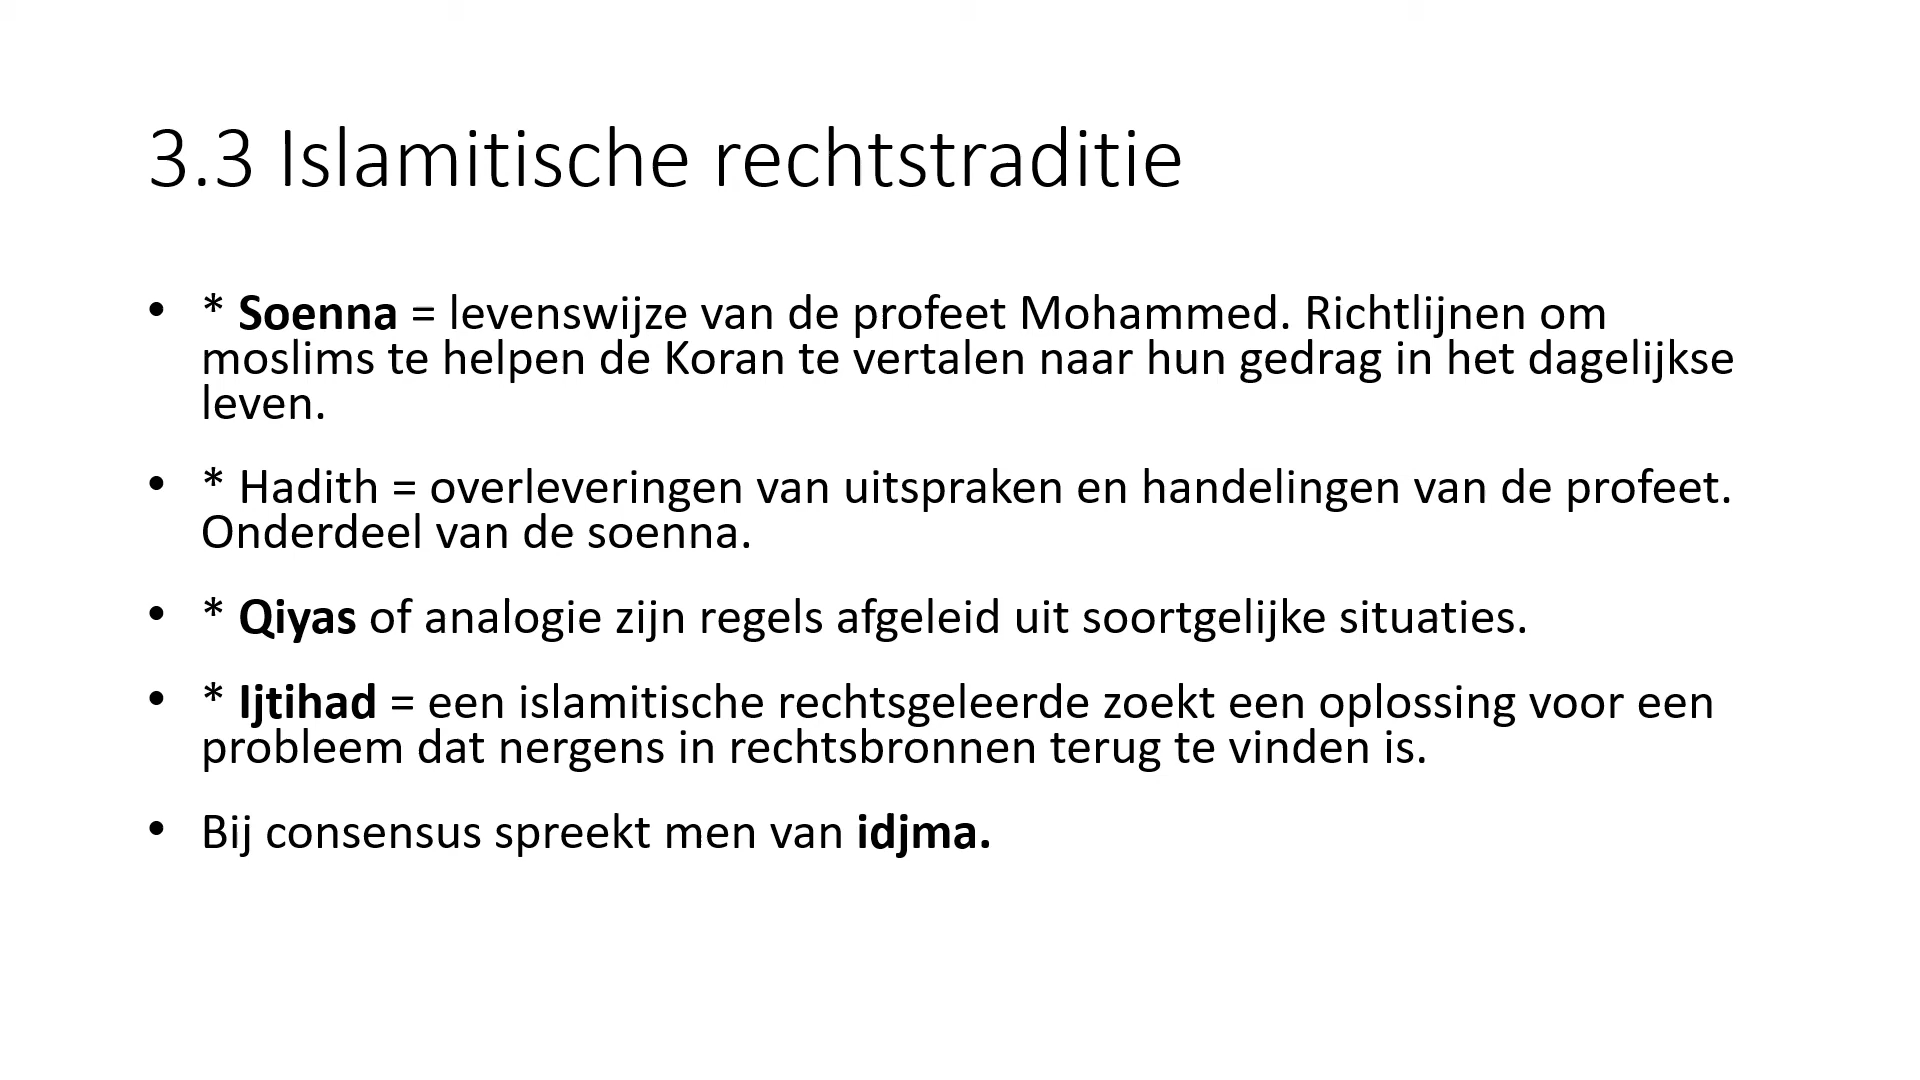 3.3 Islamitische rechtstraditie
• * Soenna = levenswijze van de profeet Mohammed. Richtlijnen om
moslims te helpen de Koran te vertalen naar hun gedrag in het dagelijkse
leven.
• * Hadith = overleveringen van uitspraken en handelingen van de profeet.
Onderdeel van de soenna.
• * Qiyas of analogie zijn regels afgeleid uit soortgelijke situaties.
• * Ijtihad = een islamitische rechtsgeleerde zoekt een oplossing voor een
probleem dat nergens in rechtsbronnen terug te vinden is.
• Bij consensus spreekt men van idjma.